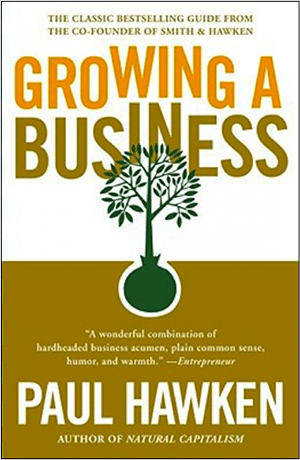 THE CLASSIC BESTSELLING GUIDE FROM
THE CO-FOUNDER OF SMITH & HAWKEN
GROWING A
BUSINESS
"A wonderful combination of
hardheaded business acumen, plain common sense,
humor, and warmth." —Entrepreneur
PAUL HAWKEN
AUTHOR OF NATURAL CAPITALISM